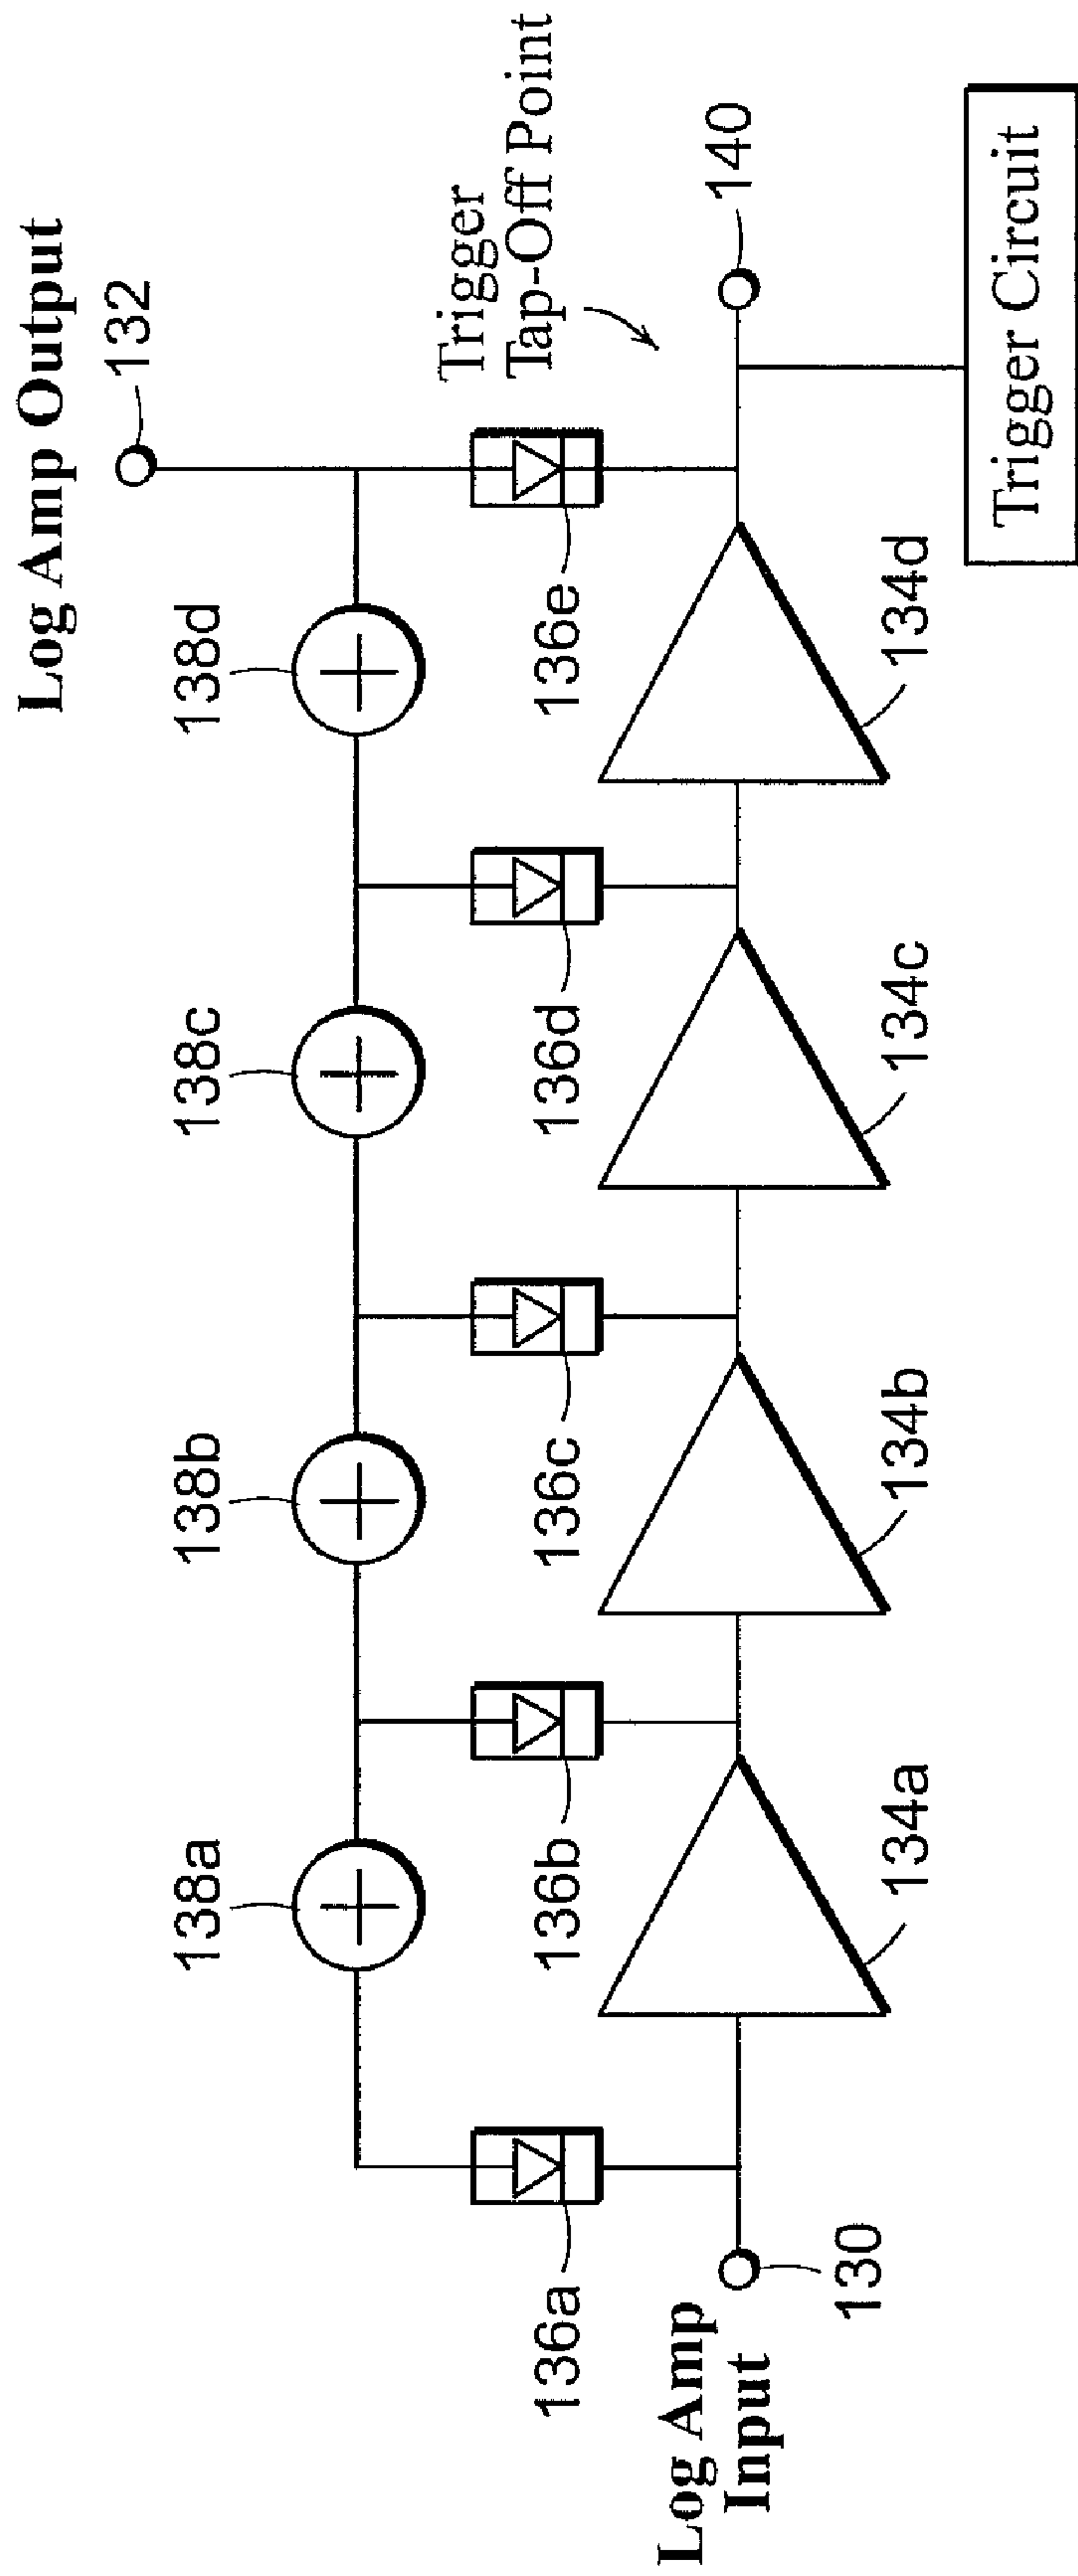 Log Amp Output
132
138a
138b
138c
138d
Trigger
Tap-Off Point
136a
136b
136c
136d
136e
140
Log Amp
Input
130
134a
134b
134c
134d
Trigger Circuit